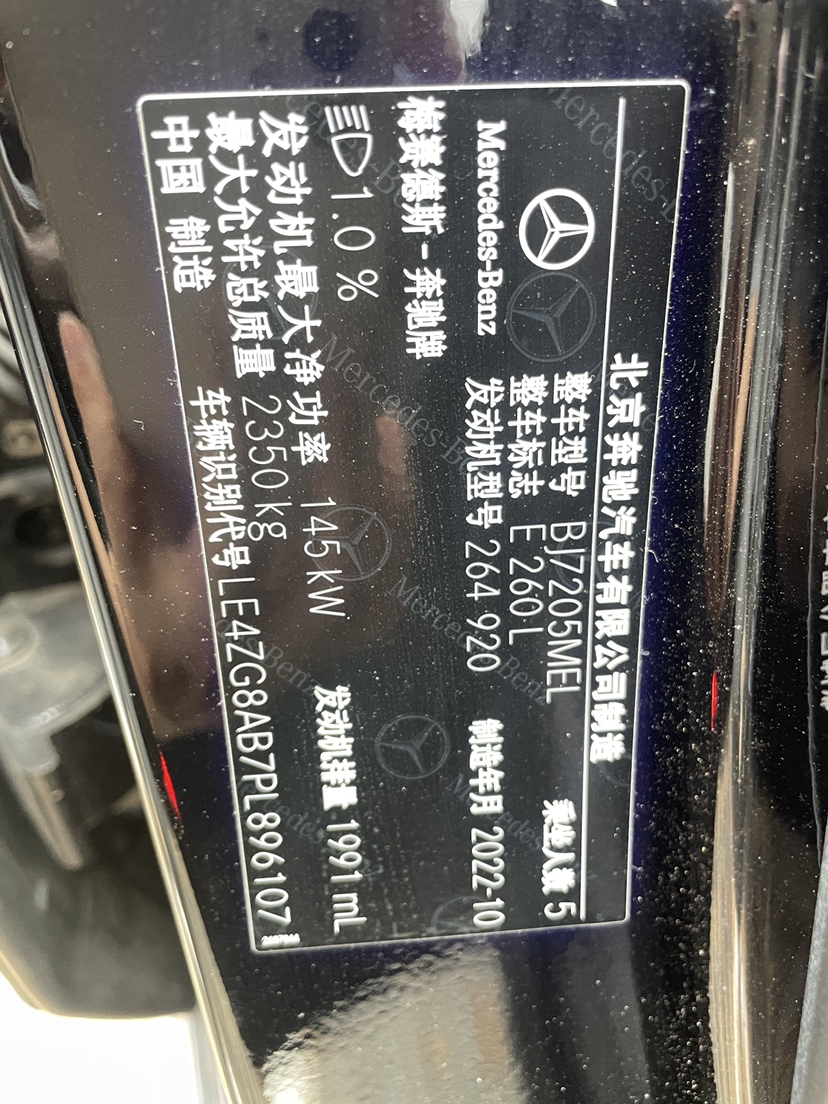 北京奔驰汽车有限公司制造
Mercedes-Benz
整车型号 BJ7205MEL 乘坐人数 5
整车标志 E 260 L
发动机型号 264 920 制造年月 2022-10
梅赛德斯-奔驰牌
1.0%
发动机最大净功率 145kW 发动机排量 1991 mL
最大允许总质量 2350kg
中国 制造 车辆识别代号 LE4ZG8AB7PL896107